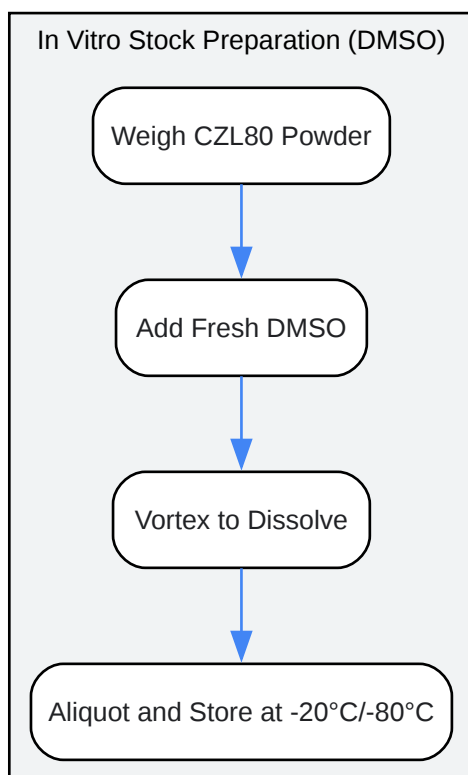 In Vitro Stock Preparation (DMSO)
Weigh CZL80 Powder
Add Fresh DMSO
Vortex to Dissolve
Aliquot and Store at -20°C/-80°C